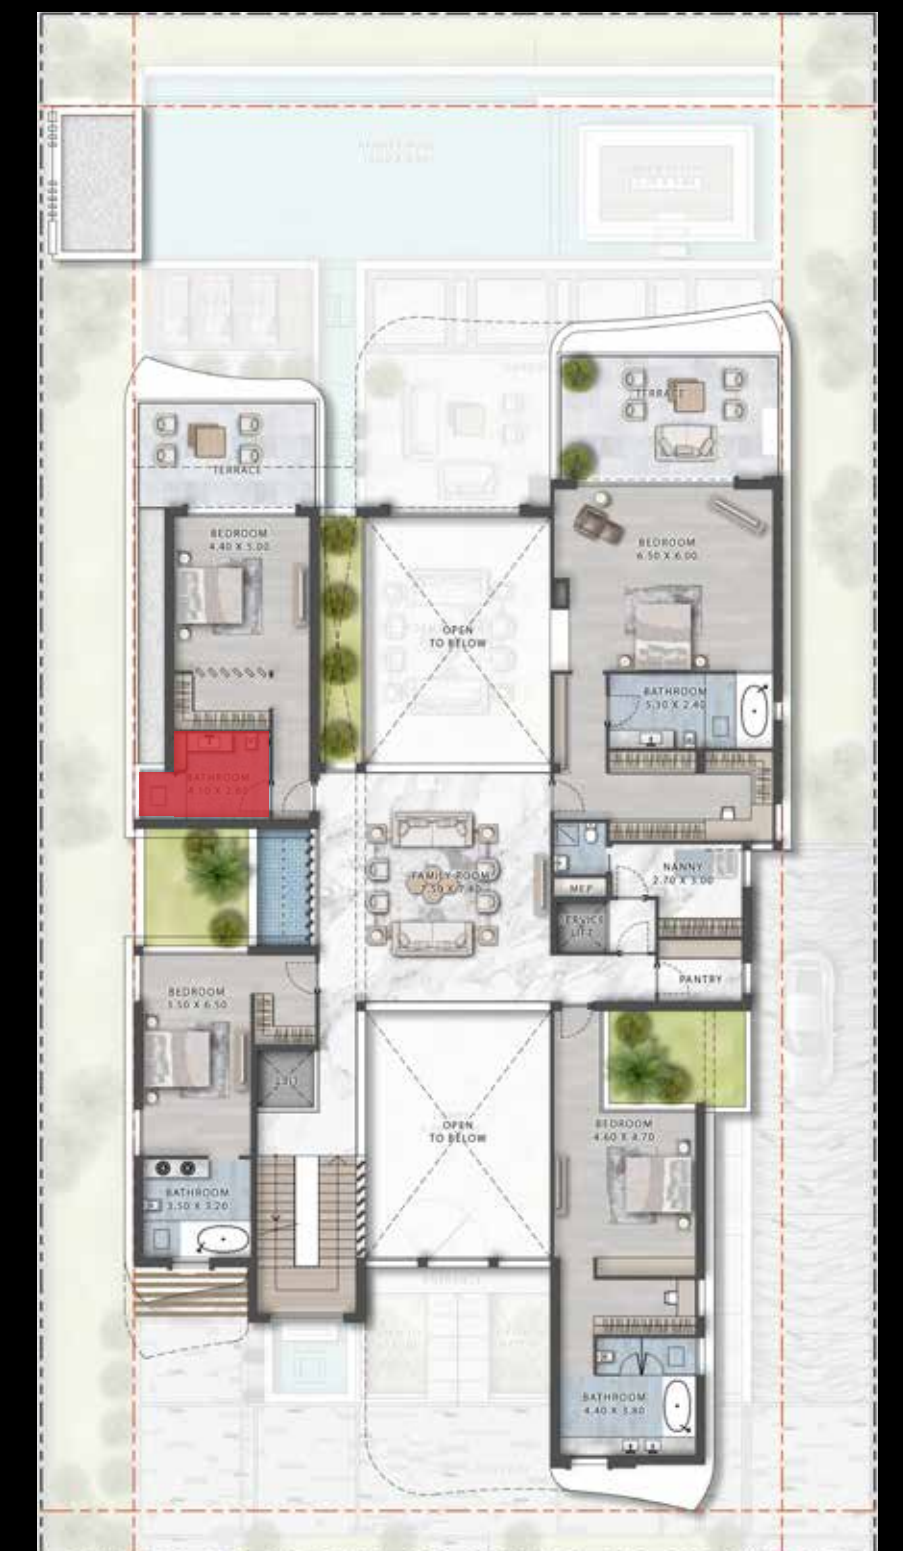 TERRACE
TERRACE
BEDROOM
4.40 X 5.00
BEDROOM
6.50 X 6.00
OPEN
TO BELOW
BATHROOM
5.30 X 2.40
BATHROOM
FAMILY ROOM
NANNY
2.70 X 3.00
MEP
SERVICE
LIFT
PANTRY
BEDROOM
3.50 X 6.50
LIFT
OPEN
TO BELOW
BEDROOM
4.60 X 4.70
BATHROOM
3.50 X 3.20
BATHROOM
4.40 X 3.80